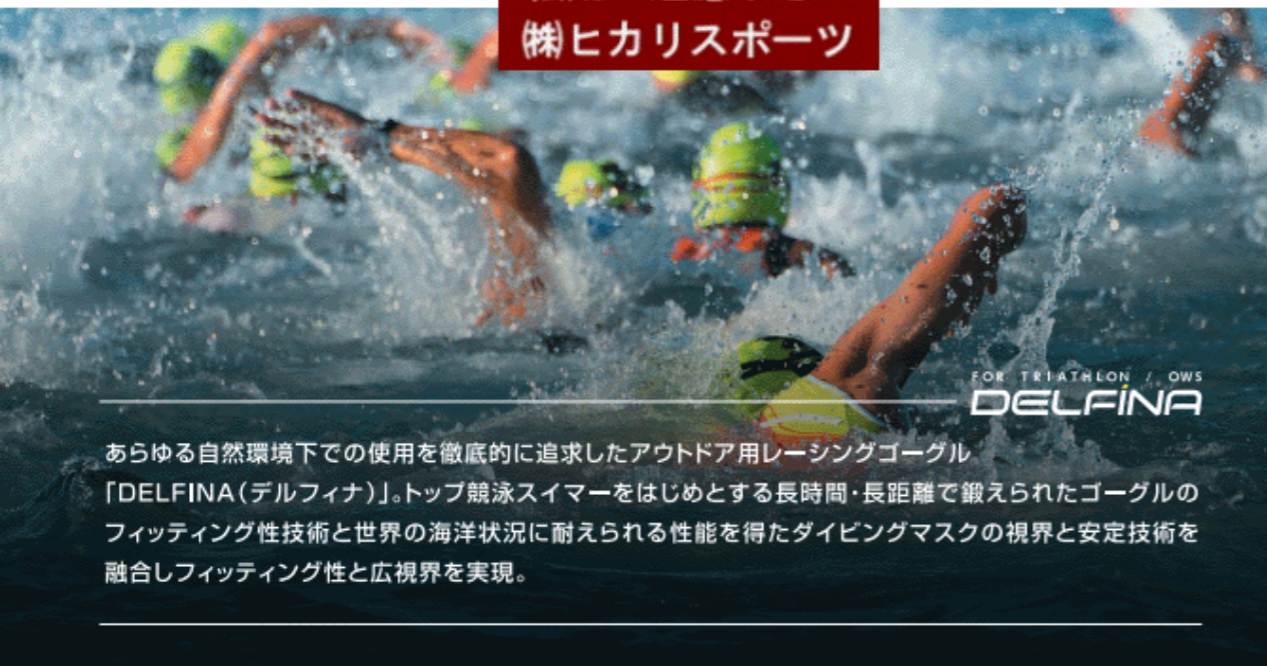 ㈱ヒカリスポーツ
FOR TRIATHLON / OWS
DELFINA
あらゆる自然環境下での使用を徹底的に追求したアウトドア用レーシングゴーグル
「DELFINA(デルフィナ)」。トップ競泳スイマーをはじめとする長時間・長距離で鍛えられたゴーグルの
フィッティング性技術と世界の海洋状況に耐えられる性能を得たダイビングマスクの視界と安定技術を
融合しフィッティング性と広視界を実現。